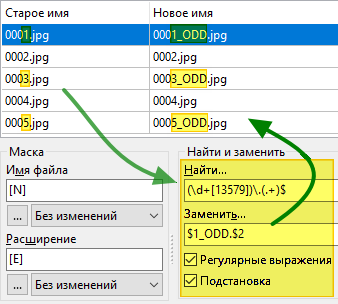 Старое имя Новое имя
0001.jpg 0001_ODD.jpg
0002.jpg 0002.jpg
0003.jpg 0003_ODD.jpg
0004.jpg 0004.jpg
0005.jpg 0005_ODD.jpg
Маска
Имя файла
[N]
... Без изменений
Расширение
[E]
... Без изменений
Найти и заменить
Найти...
(\d+[13579])\.(.+)$
Заменить...
$1_ODD.$2
Регулярные выражения
Подстановка